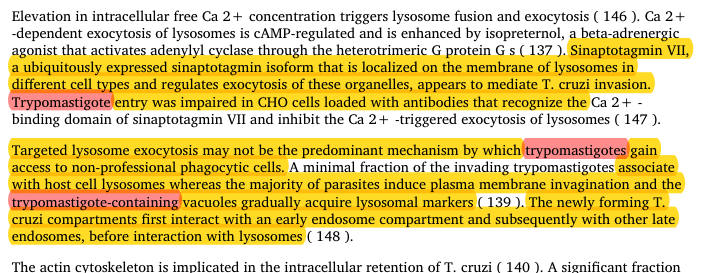 Elevation in intracellular free Ca 2+ concentration triggers lysosome fusion and exocytosis ( 146 ). Ca 2+
-dependent exocytosis of lysosomes is cAMP-regulated and is enhanced by isopreternol, a beta-adrenergic
agonist that activates adenylyl cyclase through the heterotrimeric G protein G s ( 137 ). Sinaptotagmin VII,
a ubiquitously expressed sinaptotagmin isoform that is localized on the membrane of lysosomes in
different cell types and regulates exocytosis of these organelles, appears to mediate T. cruzi invasion.
Trypomastigote entry was impaired in CHO cells loaded with antibodies that recognize the Ca 2+ -
binding domain of sinaptotagmin VII and inhibit the Ca 2+ -triggered exocytosis of lysosomes ( 147 ).
Targeted lysosome exocytosis may not be the predominant mechanism by which trypomastigotes gain
access to non-professional phagocytic cells. A minimal fraction of the invading trypomastigotes associate
with host cell lysosomes whereas the majority of parasites induce plasma membrane invagination and the
trypomastigote-containing vacuoles gradually acquire lysosomal markers ( 139 ). The newly forming T.
cruzi compartments first interact with an early endosome compartment and subsequently with other late
endosomes, before interaction with lysosomes ( 148 ).
The actin cytoskeleton is implicated in the intracellular retention of T. cruzi ( 140 ). A significant fraction